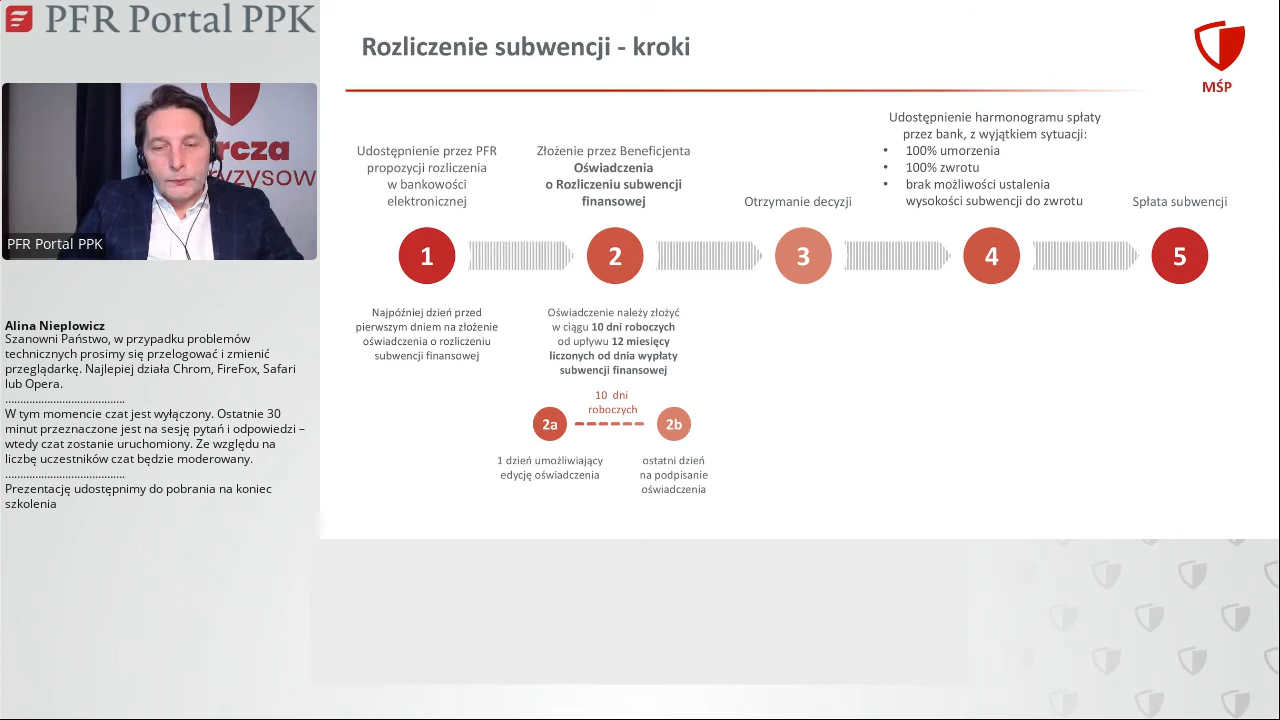 PFR Portal PPK
rcza
yzysow
PFR Portal PPK
Alina Nieplowicz
Szanowni Państwo, w przypadku problemów
technicznych prosimy się przelogować i zmienić
przeglądarkę. Najlepiej działa Chrom, FireFox, Safari
lub Opera.
........................................
W tym momencie czat jest wyłączony. Ostatnie 30
minut przeznaczone jest na sesję pytań i odpowiedzi –
wtedy czat zostanie uruchomiony. Ze względu na
liczbę uczestników czat będzie moderowany.
........................................
Prezentację udostępnimy do pobrania na koniec
szkolenia
Rozliczenie subwencji - kroki
MŚP
Udostępnienie przez PFR
propozycji rozliczenia
w bankowości
elektronicznej
Złożenie przez Beneficjenta
Oświadczenia
o Rozliczeniu subwencji
finansowej
Otrzymanie decyzji
Udostępnienie harmonogramu spłaty
przez bank, z wyjątkiem sytuacji:
• 100% umorzenia
• 100% zwrotu
• brak możliwości ustalenia
wysokości subwencji do zwrotu
Spłata subwencji
1
2
3
4
5
Najpóźniej dzień przed
pierwszym dniem na złożenie
oświadczenia o rozliczeniu
subwencji finansowej
Oświadczenie należy złożyć
w ciągu 10 dni roboczych
od upływu 12 miesięcy
liczonych od dnia wypłaty
subwencji finansowej
10 dni
roboczych
2a
2b
1 dzień umożliwiający
edycję oświadczenia
ostatni dzień
na podpisanie
oświadczenia